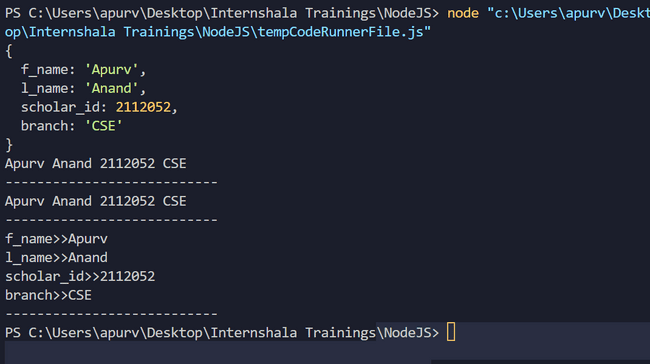 PS C:\Users\apurv\Desktop\Internshala Trainings\NodeJS> node "c:\Users\apurv\Deskt
op\Internshala Trainings\NodeJS\tempCodeRunnerFile.js"
{
  f_name: 'Apurv',
  l_name: 'Anand',
  scholar_id: 2112052,
  branch: 'CSE'
}
Apurv Anand 2112052 CSE
---------------------------
Apurv Anand 2112052 CSE
---------------------------
f_name>>Apurv
l_name>>Anand
scholar_id>>2112052
branch>>CSE
---------------------------
PS C:\Users\apurv\Desktop\Internshala Trainings\NodeJS>